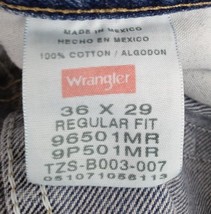 MADE IN MEXICO
HECHO EN MEXICO
100% COTTON / ALGODON
Wrangler
36 X 29
REGULAR FIT
96501MR
9P501MR
TZS-B003-007
051071088113